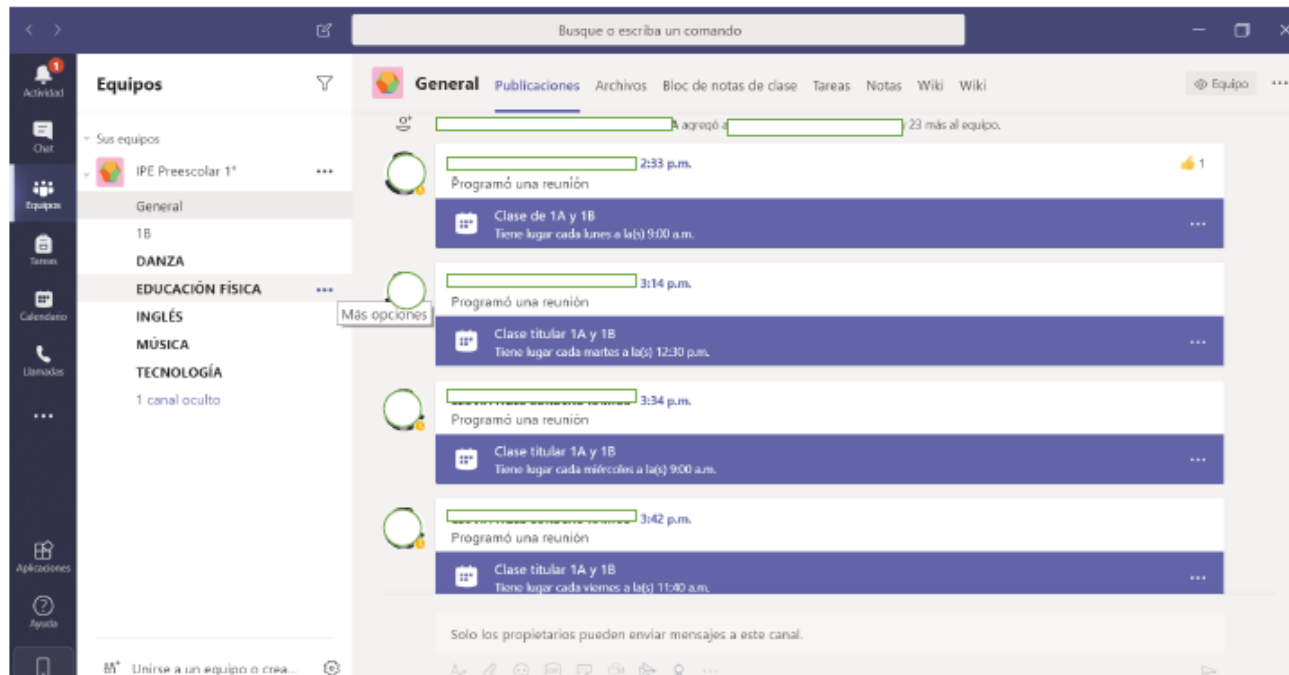 Busque o escriba un comando
1
Actividad
Chat
Equipos
Tareas
Calendario
Llamadas
Aplicaciones
Ayuda
Equipos
Sus equipos
IPE Preescolar 1°
General
1B
DANZA
EDUCACIÓN FÍSICA
Más opciones
INGLÉS
MÚSICA
TECNOLOGÍA
1 canal oculto
Unirse a un equipo o crea...
General Publicaciones Archivos Bloc de notas de clase Tareas Notas Wiki Wiki
Equipo
A agregó a y 23 más al equipo.
2:33 p.m.
1
Programó una reunión
Clase de 1A y 1B
Tiene lugar cada lunes a la(s) 9:00 a.m.
3:14 p.m.
Programó una reunión
Clase titular 1A y 1B
Tiene lugar cada martes a la(s) 12:30 p.m.
3:34 p.m.
Programó una reunión
Clase titular 1A y 1B
Tiene lugar cada miércoles a la(s) 9:00 a.m.
3:42 p.m.
Programó una reunión
Clase titular 1A y 1B
Tiene lugar cada viernes a la(s) 11:40 a.m.
Solo los propietarios pueden enviar mensajes a este canal.